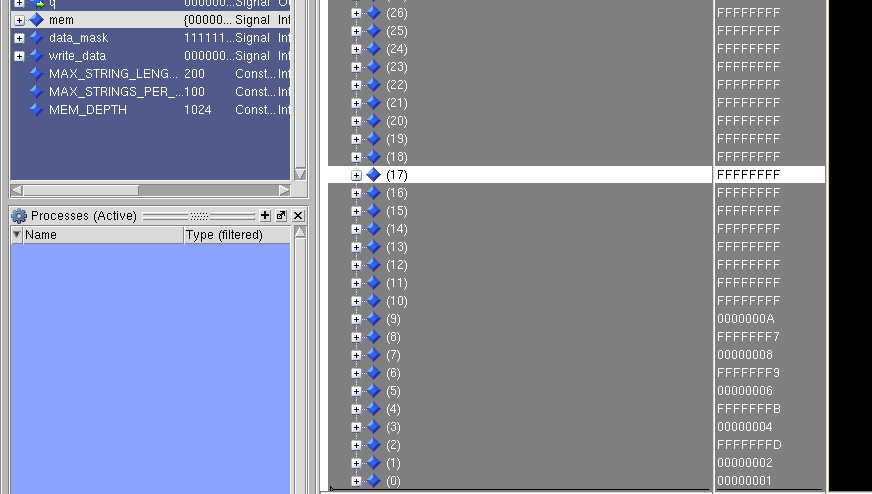 q 000000... Signal
mem {00000... Signal Int
data_mask 111111... Signal Int
write_data 000000... Signal Int
MAX_STRING_LENG... 200 Const... Int
MAX_STRINGS_PER_... 100 Const... Int
MEM_DEPTH 1024 Const... Int
Processes (Active)
Name Type (filtered)
(26) FFFFFFFF
(25) FFFFFFFF
(24) FFFFFFFF
(23) FFFFFFFF
(22) FFFFFFFF
(21) FFFFFFFF
(20) FFFFFFFF
(19) FFFFFFFF
(18) FFFFFFFF
(17) FFFFFFFF
(16) FFFFFFFF
(15) FFFFFFFF
(14) FFFFFFFF
(13) FFFFFFFF
(12) FFFFFFFF
(11) FFFFFFFF
(10) FFFFFFFF
(9) 0000000A
(8) FFFFFFF7
(7) 00000008
(6) FFFFFFF9
(5) 00000006
(4) FFFFFFFB
(3) 00000004
(2) FFFFFFFD
(1) 00000002
(0) 00000001